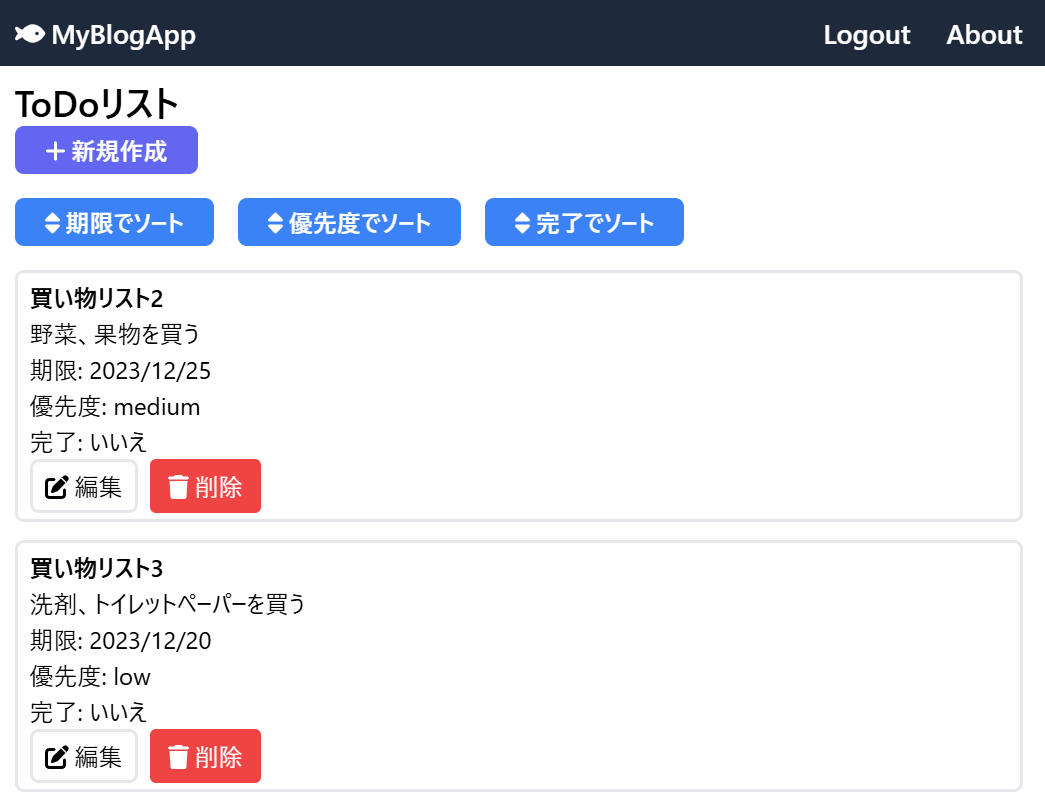 MyBlogApp Logout About
ToDoリスト
新規作成
期限でソート 優先度でソート 完了でソート
買い物リスト2
野菜、果物を買う
期限: 2023/12/25
優先度: medium
完了: いいえ
編集 削除
買い物リスト3
洗剤、トイレットペーパーを買う
期限: 2023/12/20
優先度: low
完了: いいえ
編集 削除